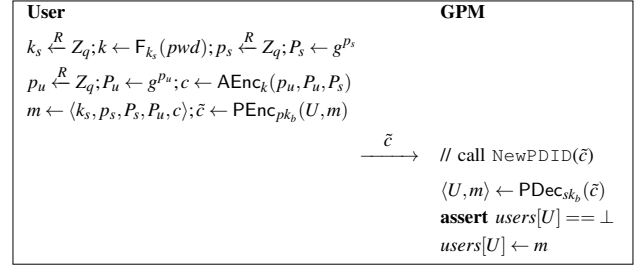 User GPM
k_s ←^R Z_q; k ← F_{k_s}(pwd); p_s ←^R Z_q; P_s ← g^{p_s}
p_u ←^R Z_q; P_u ← g^{p_u}; c ← AEnc_k(p_u, P_u, P_s)
m ← ⟨k_s, p_s, P_s, P_u, c⟩; c̃ ← PEnc_{pk_b}(U, m)
c̃
⟶ // call NewPDID(c̃)
⟨U, m⟩ ← PDec_{sk_b}(c̃)
assert users[U] == ⊥
users[U] ← m